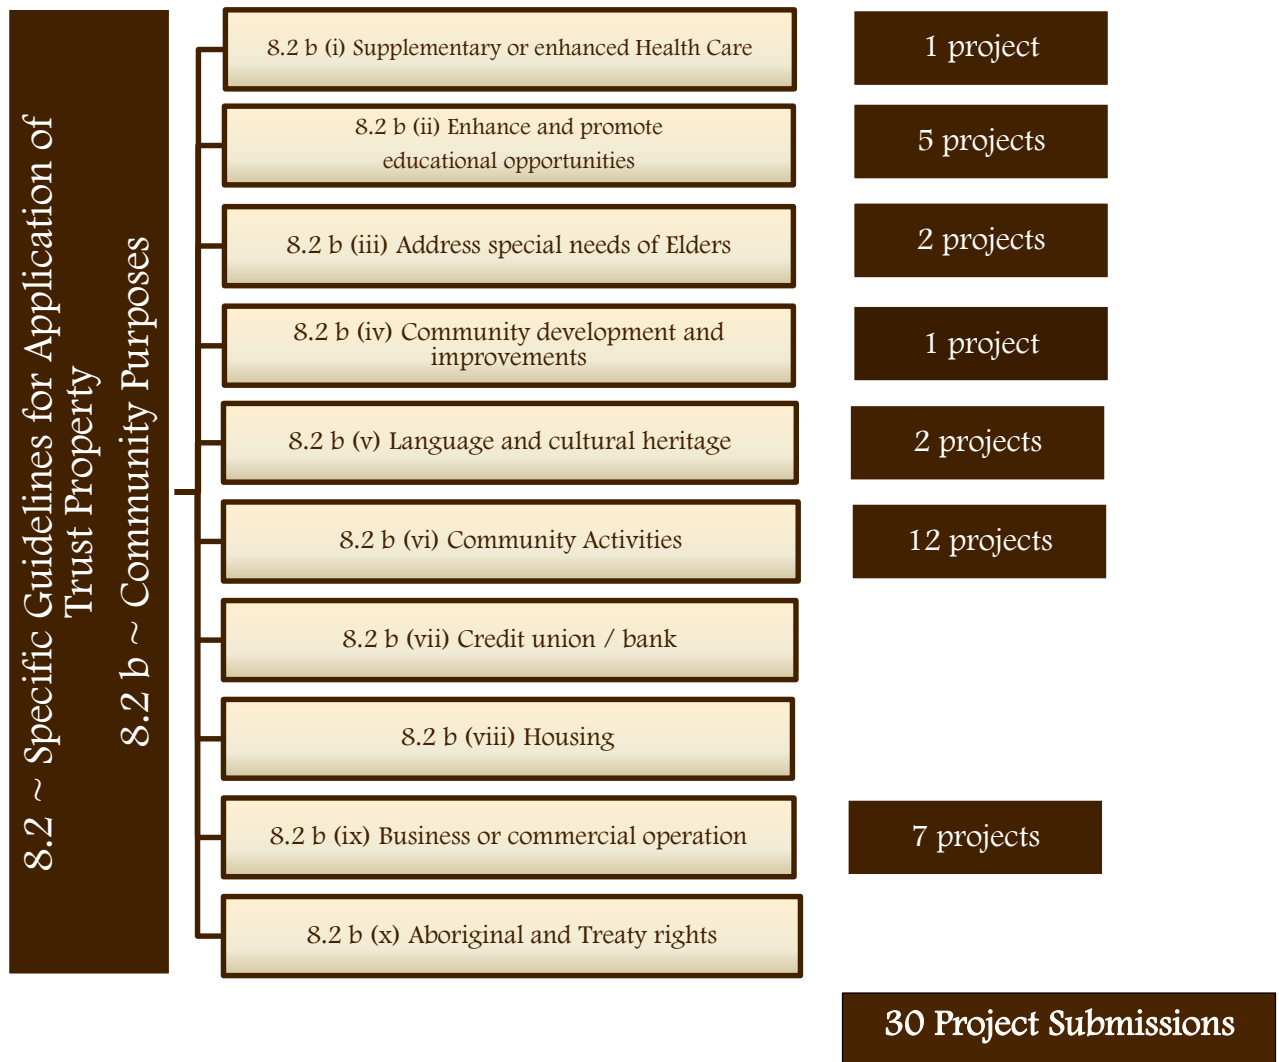 8.2 ~ Specific Guidelines for Application of
Trust Property
8.2 b ~ Community Purposes
8.2 b (i) Supplementary or enhanced Health Care
1 project
8.2 b (ii) Enhance and promote
educational opportunities
5 projects
8.2 b (iii) Address special needs of Elders
2 projects
8.2 b (iv) Community development and
improvements
1 project
8.2 b (v) Language and cultural heritage
2 projects
8.2 b (vi) Community Activities
12 projects
8.2 b (vii) Credit union / bank
8.2 b (viii) Housing
8.2 b (ix) Business or commercial operation
7 projects
8.2 b (x) Aboriginal and Treaty rights
30 Project Submissions